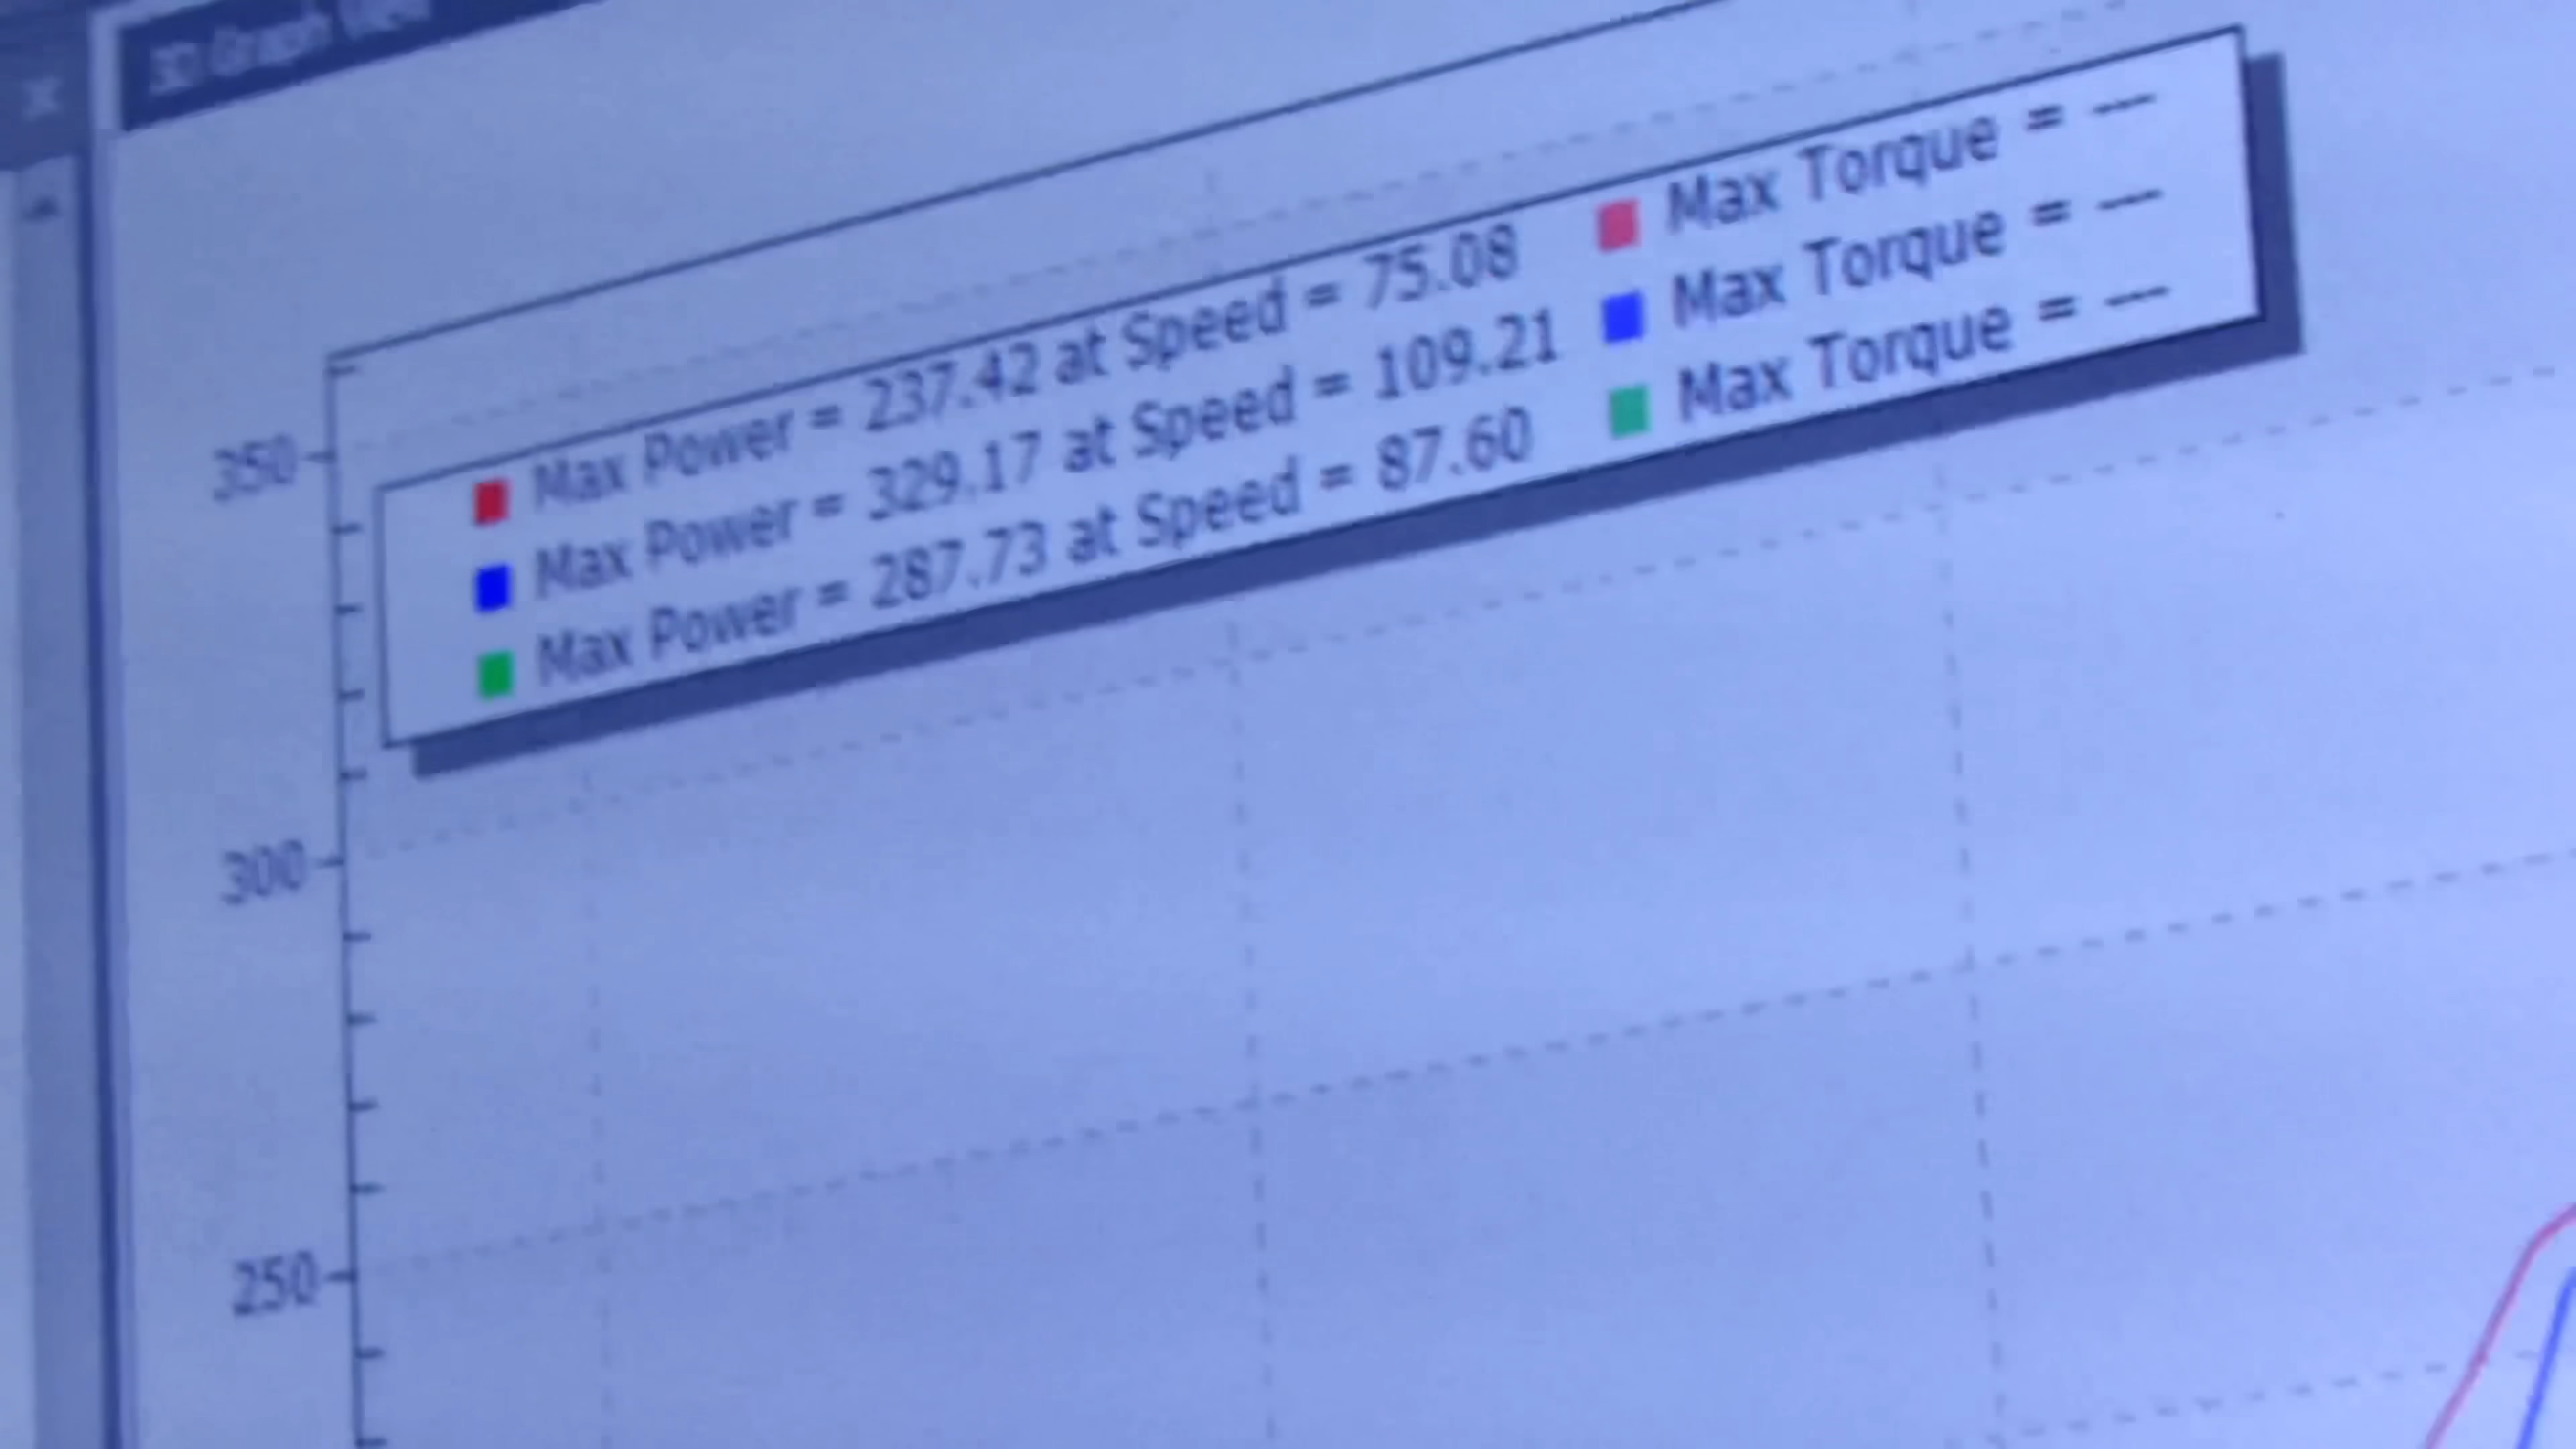 Graph
Max Power = 237.42 at Speed = 75.08 Max Torque = ---
Max Power = 329.17 at Speed = 109.21 Max Torque = ---
Max Power = 287.73 at Speed = 87.60 Max Torque = ---
350
300
250